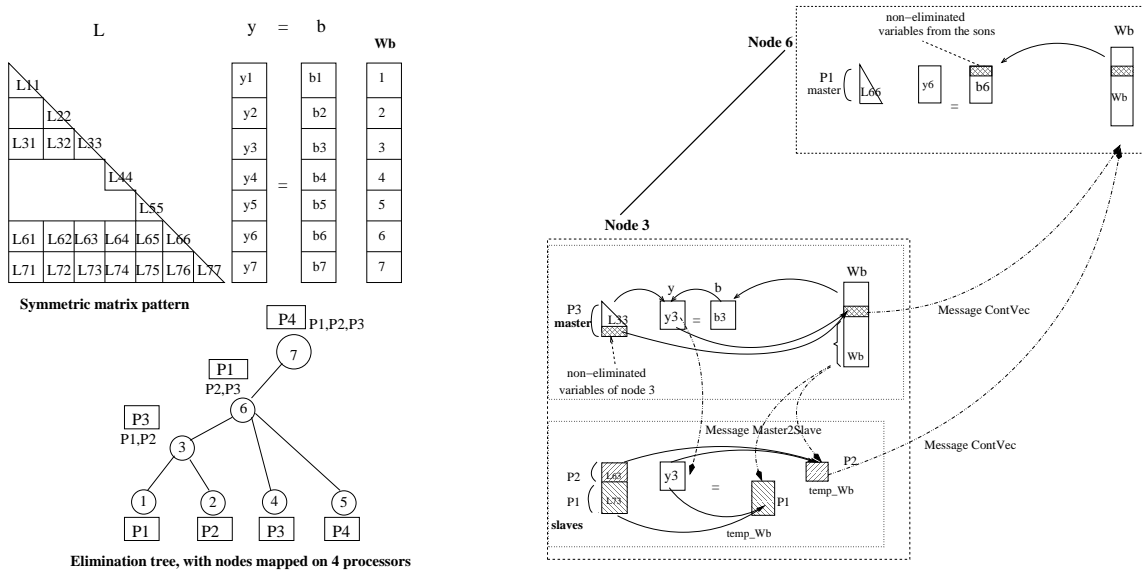 L
y = b
Wb
L11
y1
b1
1
L22
y2
b2
2
L31 L32 L33
y3
b3
3
L44
y4
=
b4
4
L55
y5
b5
5
L61 L62 L63 L64 L65 L66
y6
b6
6
L71 L72 L73 L74 L75 L76 L77
y7
b7
7
Symmetric matrix pattern
P4
P1,P2,P3
7
P1
P2,P3
6
P3
P1,P2
3
1
2
4
5
P1
P2
P3
P4
Elimination tree, with nodes mapped on 4 processors
Node 6
non−eliminated
variables from the sons
Wb
P1
master
L66
y6
=
b6
Wb
Node 3
Wb
y
b
P3
master
L33
y3
=
b3
Wb
non−eliminated
variables of node 3
Message ContVec
Message Master2Slave
Message ContVec
P2
L63
y3
P2
temp_Wb
P1
L73
=
P1
slaves
temp_Wb